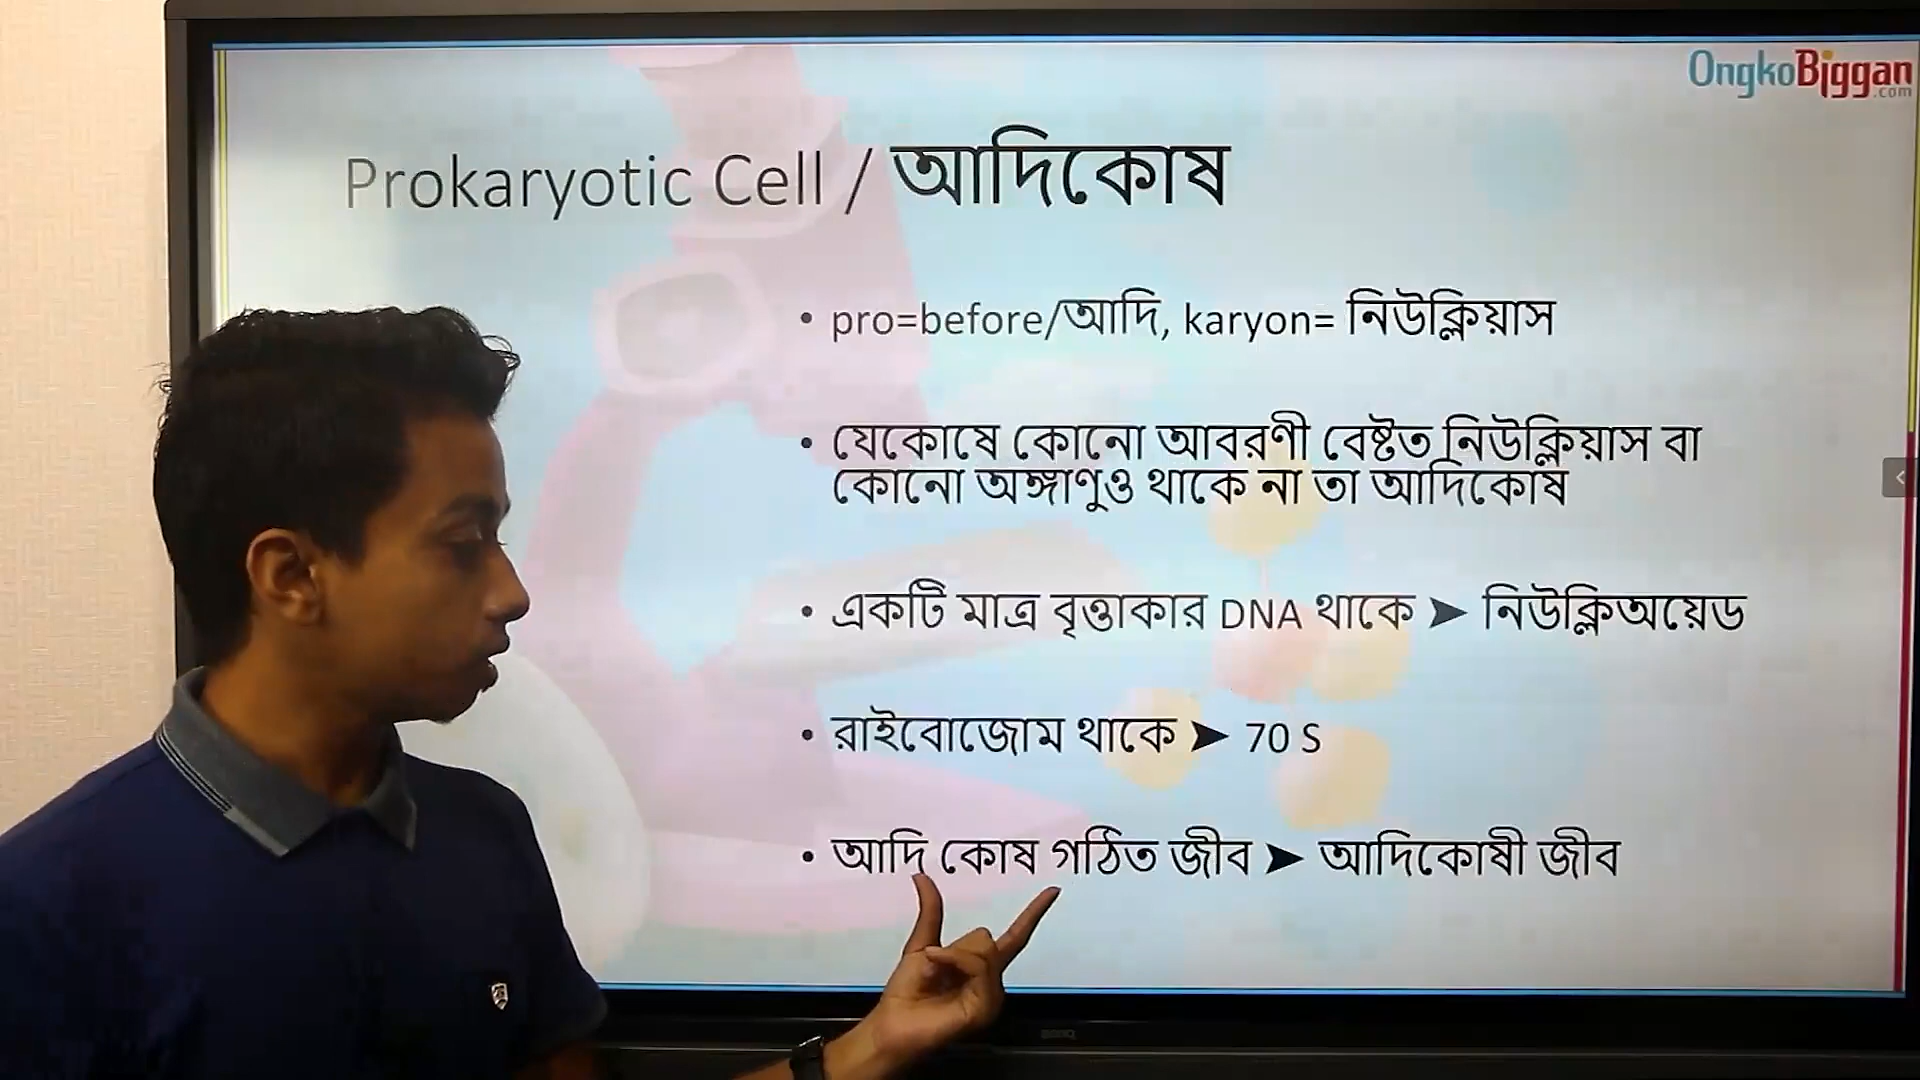 OngkoBiggan
.com
Prokaryotic Cell / আদিকোষ
• pro=before/আদি, karyon= নিউক্লিয়াস
• যেকোষে কোনো আবরণী বেষ্টত নিউক্লিয়াস বা
কোনো অঙ্গাণুও থাকে না তা আদিকোষ
• একটি মাত্র বৃত্তাকার DNA থাকে ➤ নিউক্লিঅয়েড
• রাইবোজোম থাকে ➤ 70 S
• আদি কোষ গঠিত জীব ➤ আদিকোষী জীব